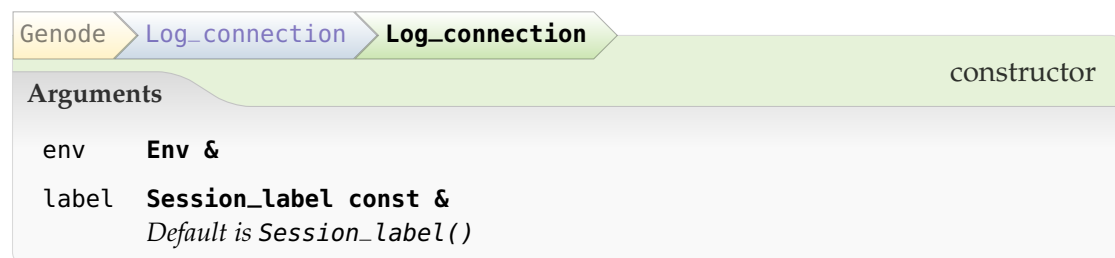 Genode Log_connection Log_connection
constructor
Arguments
env Env &
label Session_label const &
Default is Session_label()